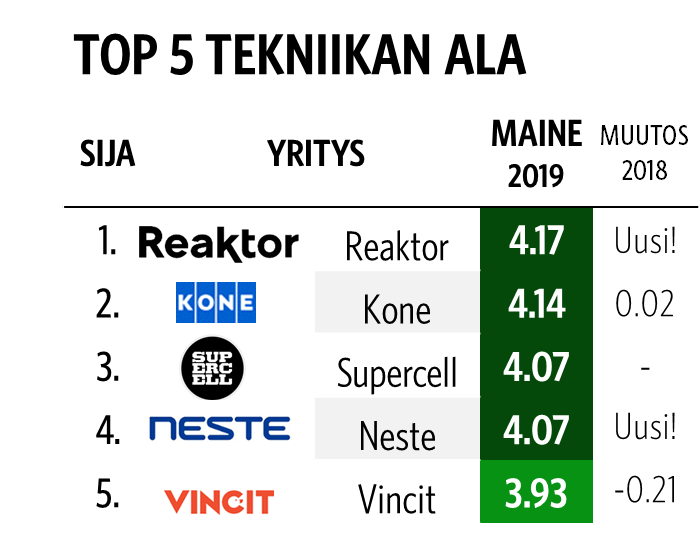 TOP 5 TEKNIIKAN ALA
SIJA YRITYS MAINE 2019 MUUTOS 2018
1. Reaktor Reaktor 4.17 Uusi!
2. KONE Kone 4.14 0.02
3. SUPERCELL Supercell 4.07 -
4. NESTE Neste 4.07 Uusi!
5. VINCIT Vincit 3.93 -0.21